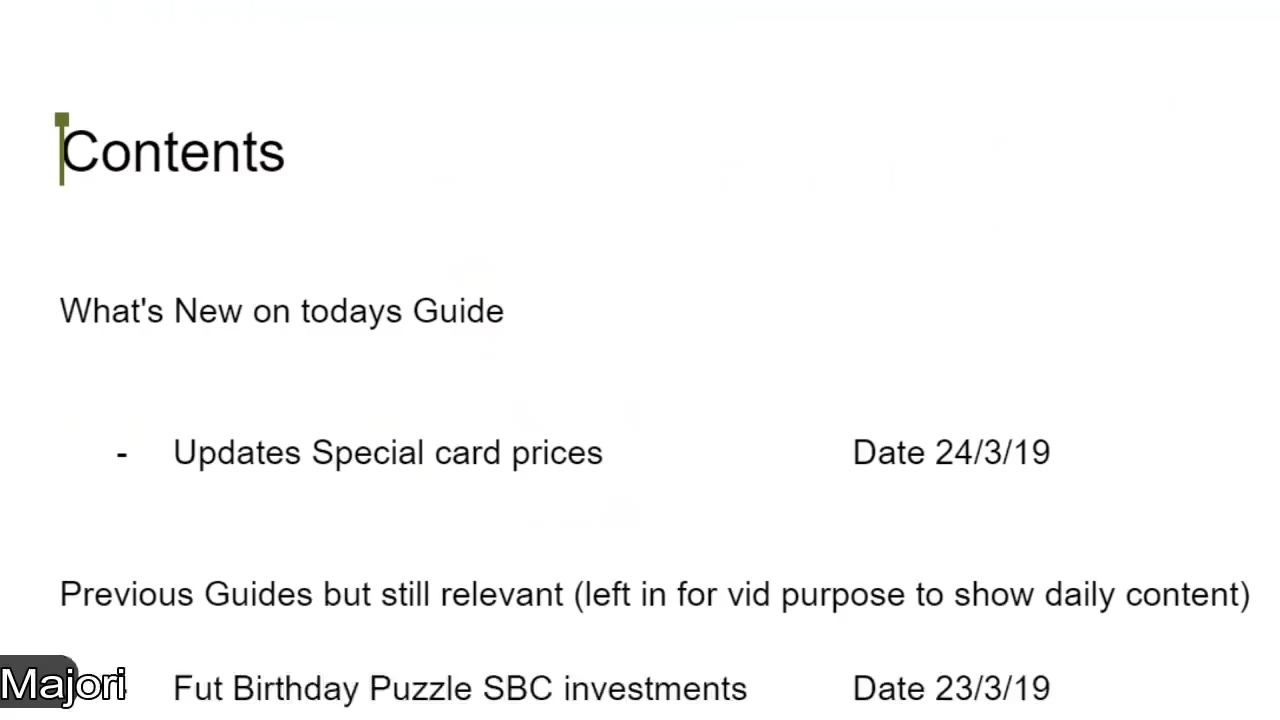 Contents
What's New on todays Guide
- Updates Special card prices Date 24/3/19
Previous Guides but still relevant (left in for vid purpose to show daily content)
- Fut Birthday Puzzle SBC investments Date 23/3/19
Majori